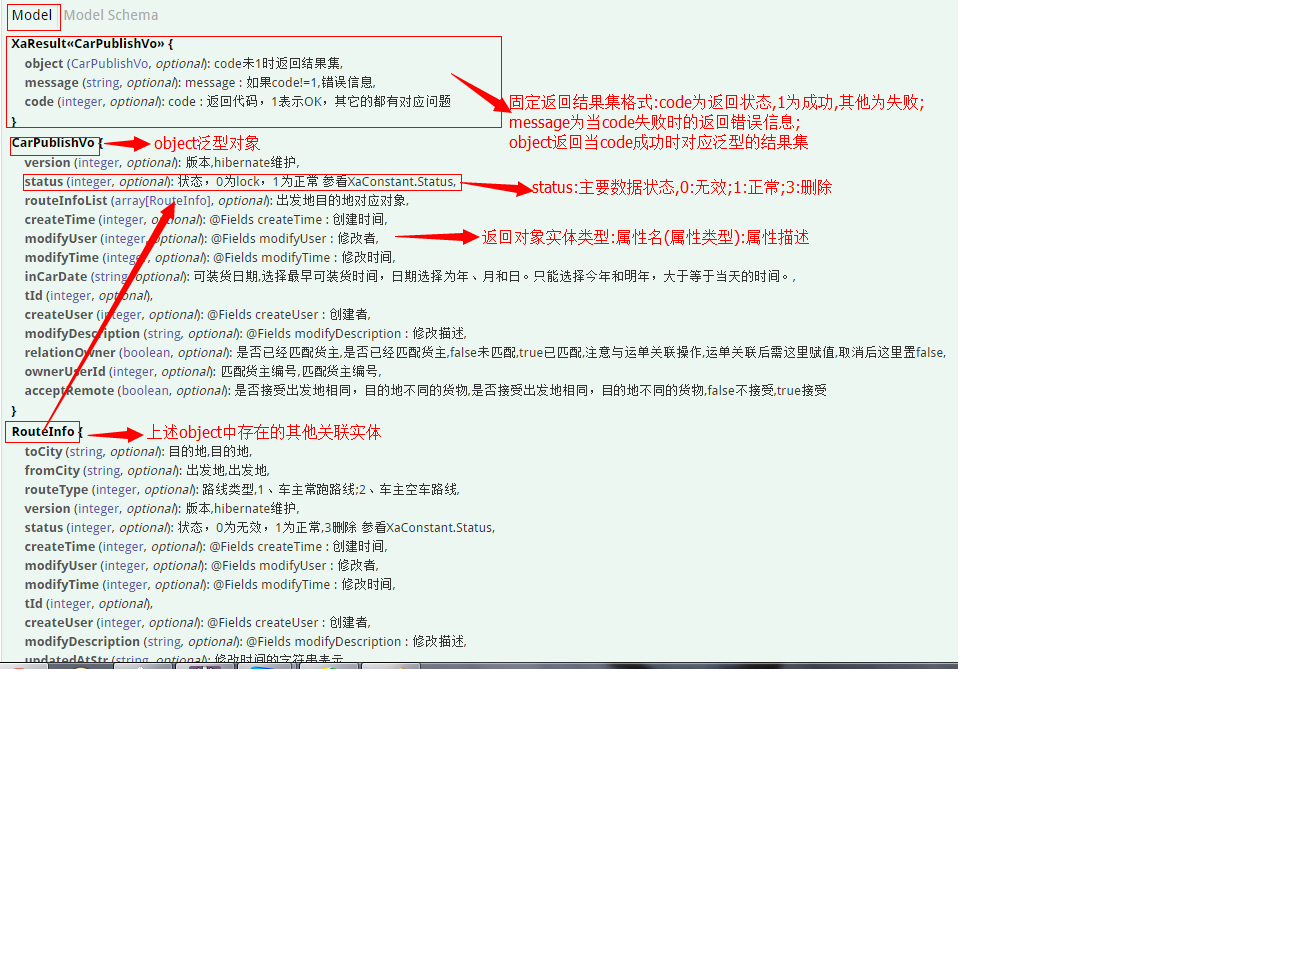 Model Model Schema
XaResult«CarPublishVo» {
object (CarPublishVo, optional): code未1时返回结果集,
message (string, optional): message : 如果code!=1,错误信息,
code (integer, optional): code : 返回代码，1表示OK，其它的都有对应问题
}
固定返回结果集格式:code为返回状态,1为成功,其他为失败;
message为当code失败时的返回错误信息;
object返回当code成功时对应泛型的结果集
CarPublishVo {
object泛型对象
version (integer, optional): 版本,hibernate维护,
status (integer, optional): 状态，0为lock，1为正常 参看XaConstant.Status,
status:主要数据状态,0:无效;1:正常;3:删除
routeInfoList (array[RouteInfo], optional): 出发地目的地对应对象,
createTime (integer, optional): @Fields createTime : 创建时间,
modifyUser (integer, optional): @Fields modifyUser : 修改者,
返回对象实体类型:属性名(属性类型):属性描述
modifyTime (integer, optional): @Fields modifyTime : 修改时间,
inCarDate (string, optional): 可装货日期,选择最早可装货时间，日期选择为年、月和日。只能选择今年和明年，大于等于当天的时间。,
tId (integer, optional),
createUser (integer, optional): @Fields createUser : 创建者,
modifyDescription (string, optional): @Fields modifyDescription : 修改描述,
relationOwner (boolean, optional): 是否已经匹配货主,是否已经匹配货主,false未匹配,true已匹配,注意与运单关联操作,运单关联后需这里赋值,取消后这里置false,
ownerUserId (integer, optional): 匹配货主编号,匹配货主编号,
acceptRemote (boolean, optional): 是否接受出发地相同，目的地不同的货物,是否接受出发地相同，目的地不同的货物,false不接受,true接受
}
RouteInfo {
上述object中存在的其他关联实体
toCity (string, optional): 目的地,目的地,
fromCity (string, optional): 出发地,出发地,
routeType (integer, optional): 路线类型,1、车主常跑路线;2、车主空车路线,
version (integer, optional): 版本,hibernate维护,
status (integer, optional): 状态，0为无效，1为正常,3删除 参看XaConstant.Status,
createTime (integer, optional): @Fields createTime : 创建时间,
modifyUser (integer, optional): @Fields modifyUser : 修改者,
modifyTime (integer, optional): @Fields modifyTime : 修改时间,
tId (integer, optional),
createUser (integer, optional): @Fields createUser : 创建者,
modifyDescription (string, optional): @Fields modifyDescription : 修改描述,
updatedAtStr (string, optional): 修改时间的字符串表示